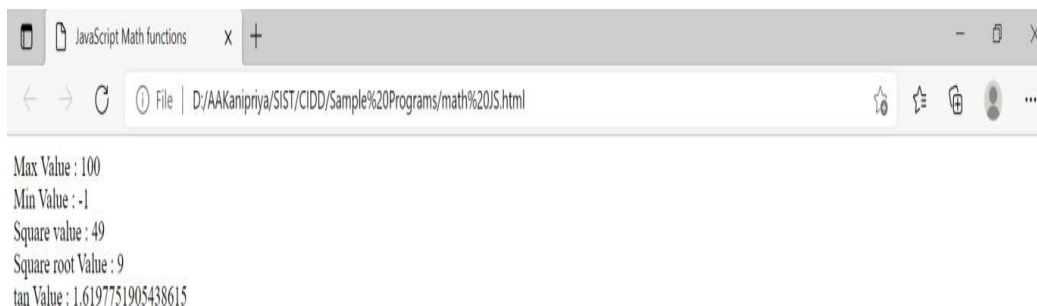 JavaScript Math functions
File | D:/AAKanipriya/SIST/CIDD/Sample%20Programs/math%20JS.html
Max Value : 100
Min Value : -1
Square value : 49
Square root Value : 9
tan Value : 1.6197751905438615